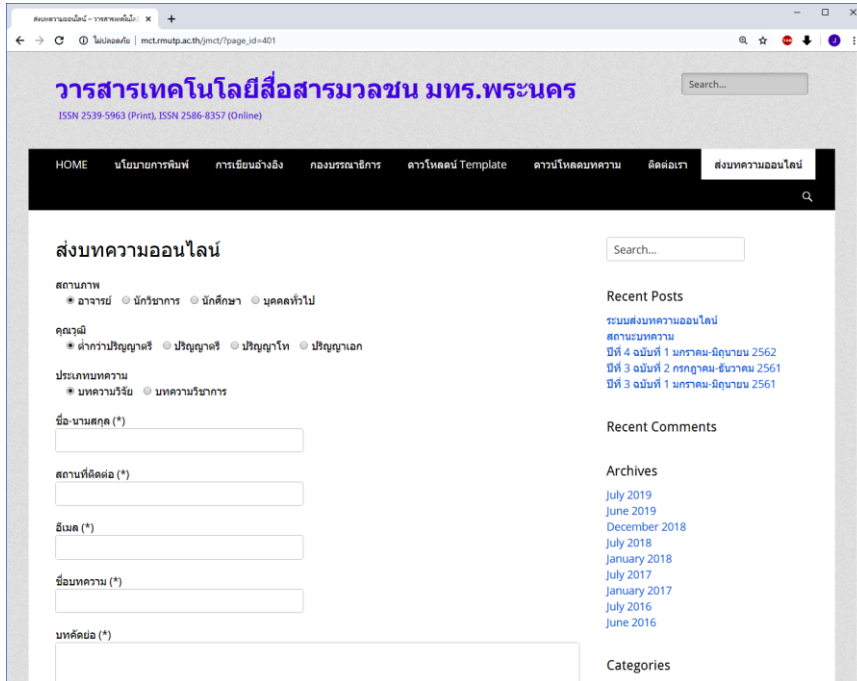 ส่งบทความออนไลน์ – วารสารเทคโนโล
ไม่ปลอดภัย | mct.rmutp.ac.th/jmct/?page_id=401
วารสารเทคโนโลยีสื่อสารมวลชน มทร.พระนคร
Search...
ISSN 2539-5963 (Print), ISSN 2586-8357 (Online)
HOME นโยบายการพิมพ์ การเขียนอ้างอิง กองบรรณาธิการ ดาวโหลดน์ Template ดาวน์โหลดบทความ ติดต่อเรา ส่งบทความออนไลน์
ส่งบทความออนไลน์
สถานภาพ
อาจารย์ นักวิชาการ นักศึกษา บุคคลทั่วไป
คุณวุฒิ
ต่ำกว่าปริญญาตรี ปริญญาตรี ปริญญาโท ปริญญาเอก
ประเภทบทความ
บทความวิจัย บทความวิชาการ
ชื่อ-นามสกุล (*)
สถานที่ติดต่อ (*)
อีเมล (*)
ชื่อบทความ (*)
บทคัดย่อ (*)
Search...
Recent Posts
ระบบส่งบทความออนไลน์
สถานะบทความ
ปีที่ 4 ฉบับที่ 1 มกราคม-มิถุนายน 2562
ปีที่ 3 ฉบับที่ 2 กรกฎาคม-ธันวาคม 2561
ปีที่ 3 ฉบับที่ 1 มกราคม-มิถุนายน 2561
Recent Comments
Archives
July 2019
June 2019
December 2018
July 2018
January 2018
July 2017
January 2017
July 2016
June 2016
Categories